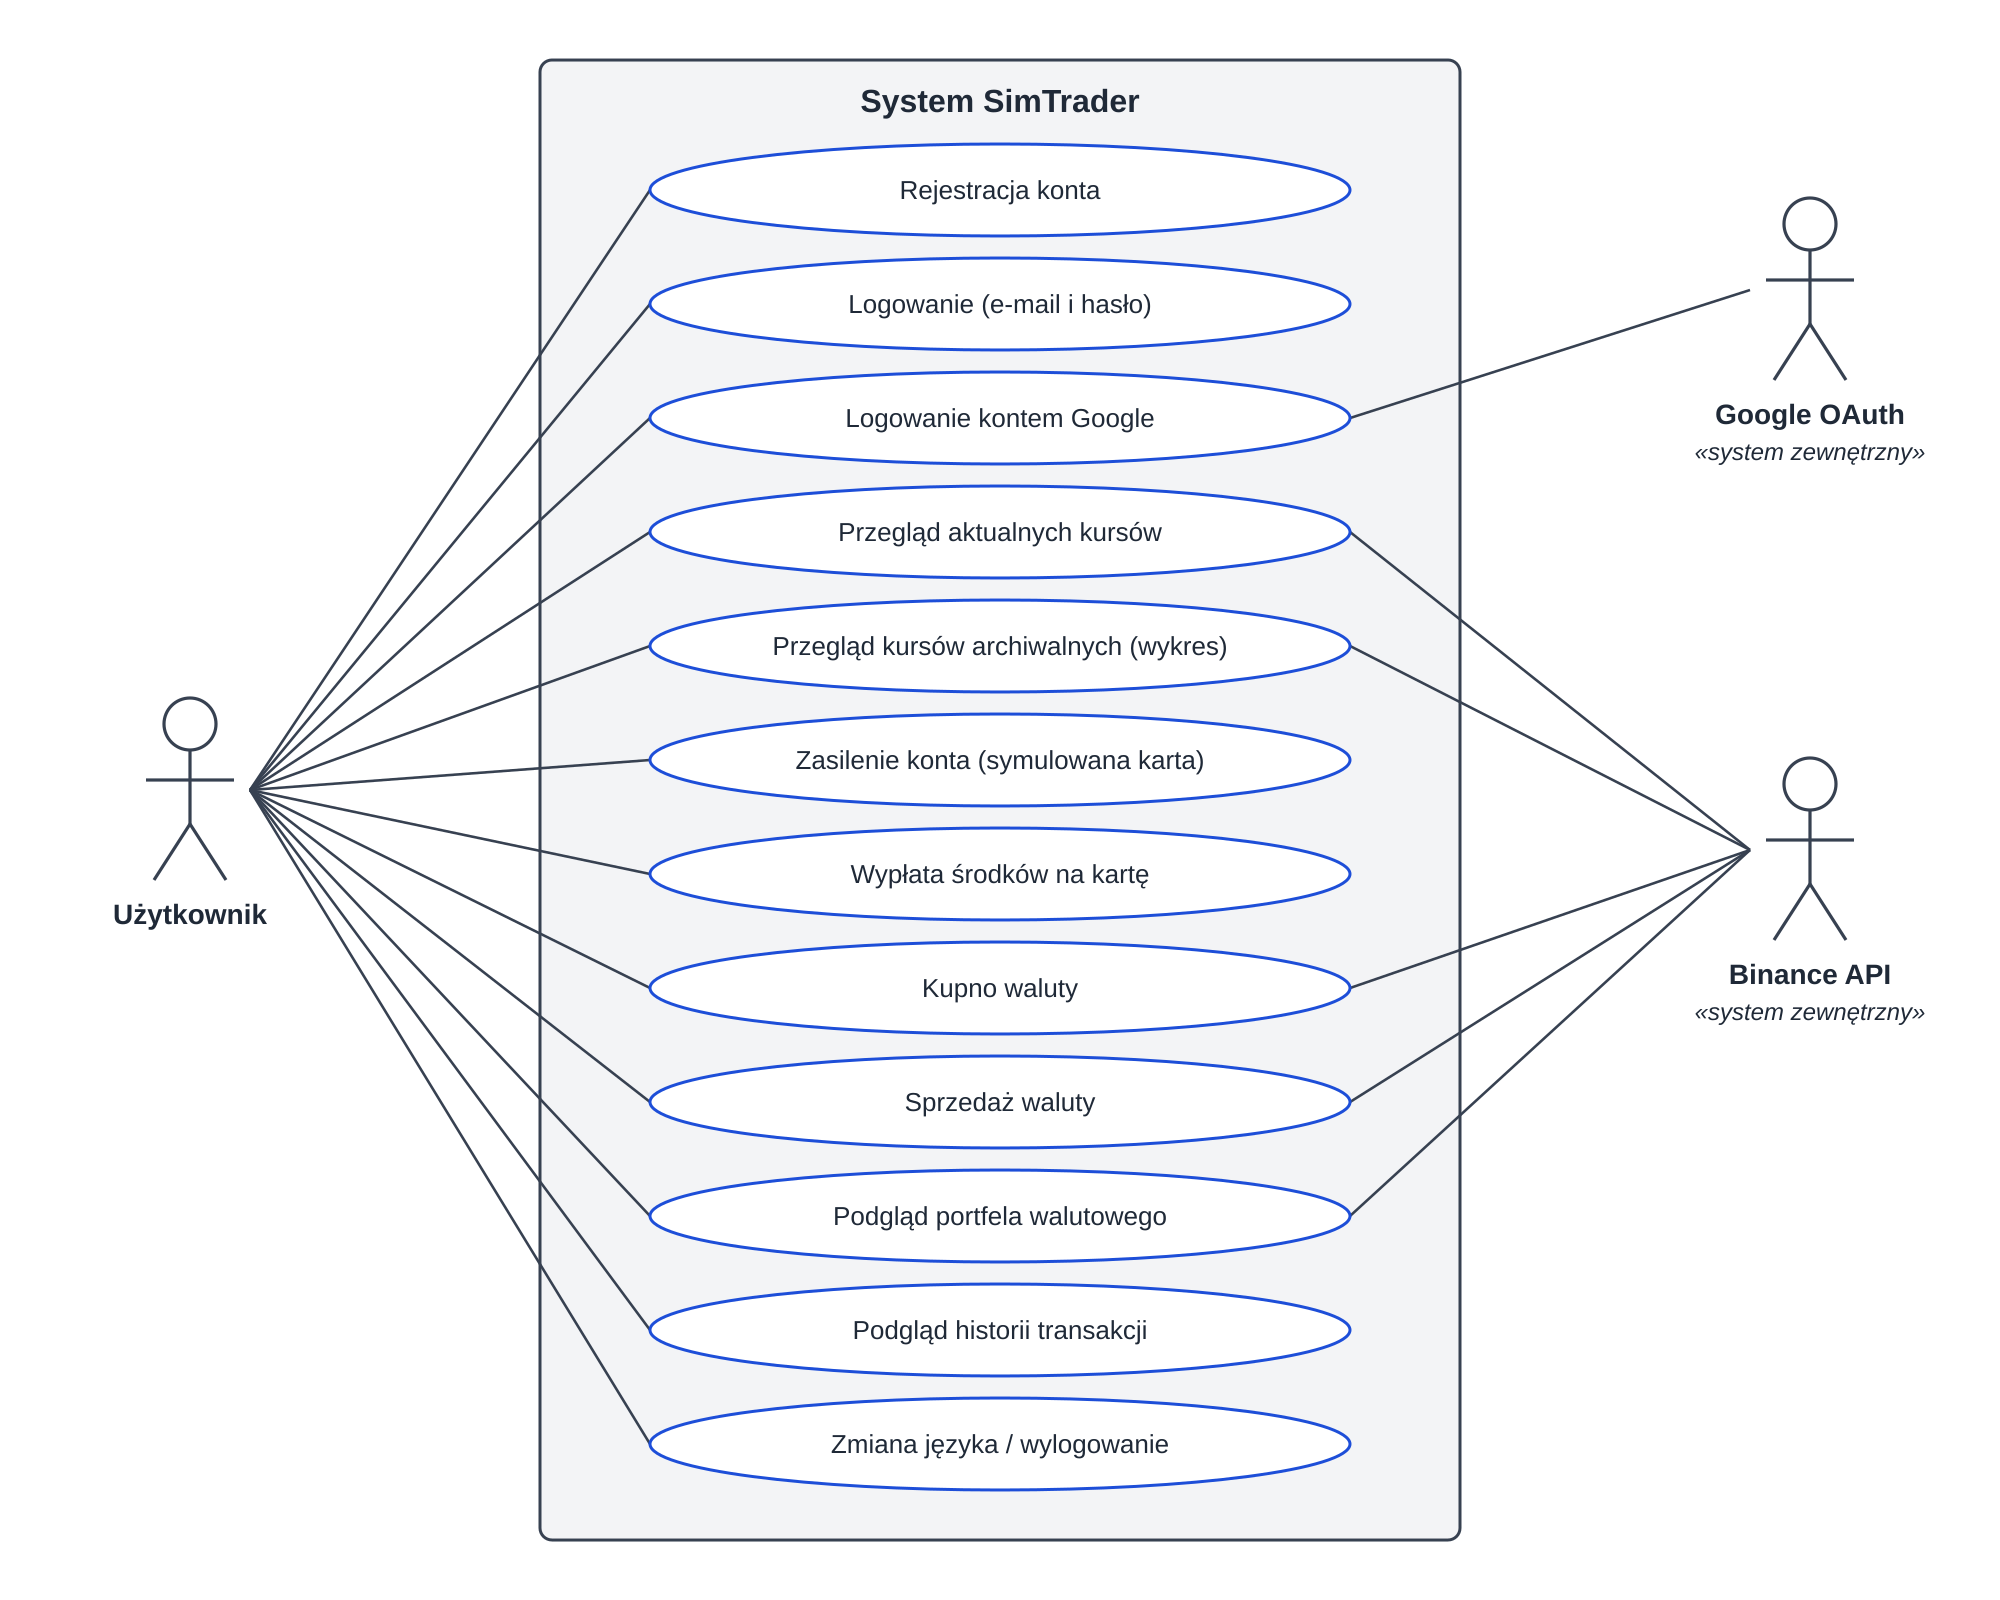 System SimTrader
Rejestracja konta
Logowanie (e-mail i hasło)
Logowanie kontem Google
Przegląd aktualnych kursów
Przegląd kursów archiwalnych (wykres)
Zasilenie konta (symulowana karta)
Wypłata środków na kartę
Kupno waluty
Sprzedaż waluty
Podgląd portfela walutowego
Podgląd historii transakcji
Zmiana języka / wylogowanie
Użytkownik
Google OAuth
«system zewnętrzny»
Binance API
«system zewnętrzny»